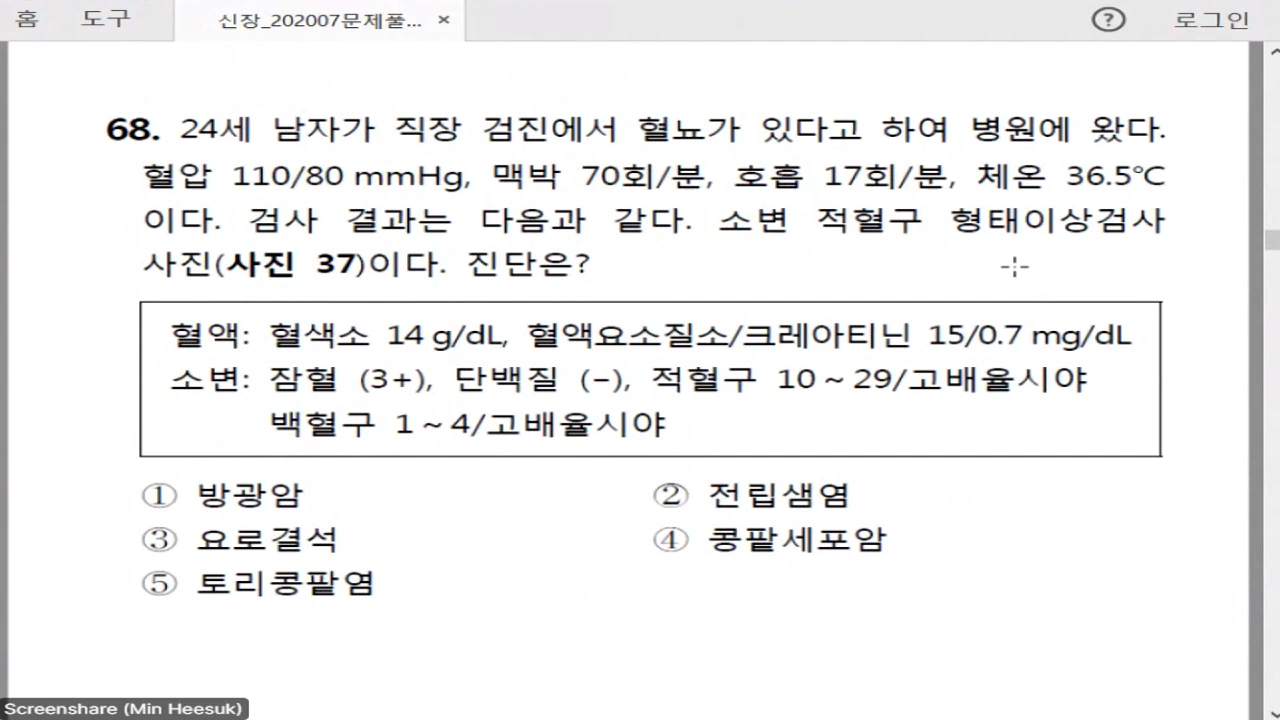 홈 도구 신장_202007문제풀... × ? 로그인
68. 24세 남자가 직장 검진에서 혈뇨가 있다고 하여 병원에 왔다.
혈압 110/80 mmHg, 맥박 70회/분, 호흡 17회/분, 체온 36.5℃
이다. 검사 결과는 다음과 같다. 소변 적혈구 형태이상검사
사진(사진 37)이다. 진단은?
혈액: 혈색소 14 g/dL, 혈액요소질소/크레아티닌 15/0.7 mg/dL
소변: 잠혈 (3+), 단백질 (−), 적혈구 10 ~ 29/고배율시야
백혈구 1 ~ 4/고배율시야
① 방광암 ② 전립샘염
③ 요로결석 ④ 콩팥세포암
⑤ 토리콩팥염
Screenshare (Min Heesuk)